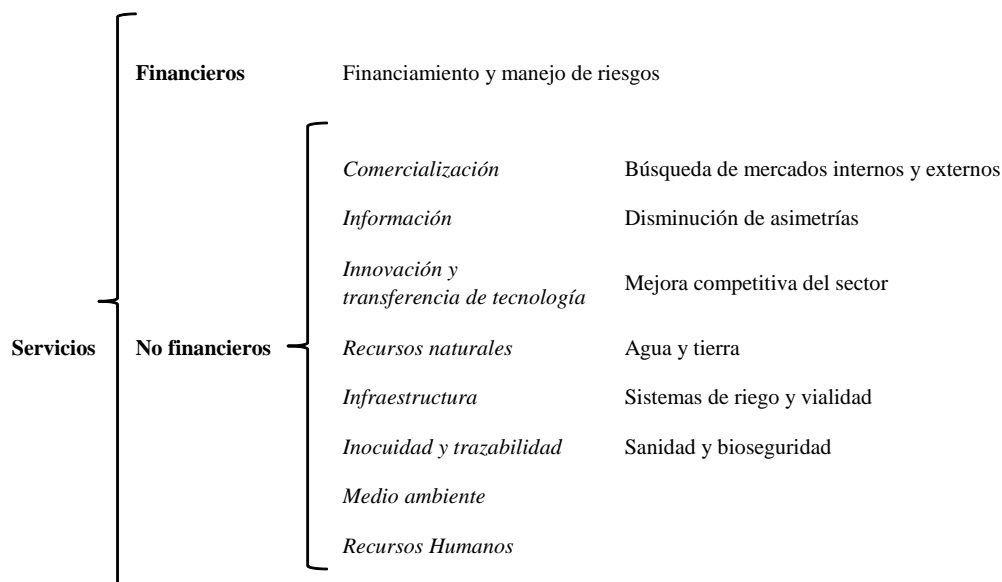 Financieros Financiamiento y manejo de riesgos
Comercialización Búsqueda de mercados internos y externos
Información Disminución de asimetrías
Innovación y
transferencia de tecnología Mejora competitiva del sector
Servicios No financieros Recursos naturales Agua y tierra
Infraestructura Sistemas de riego y vialidad
Inocuidad y trazabilidad Sanidad y bioseguridad
Medio ambiente
Recursos Humanos